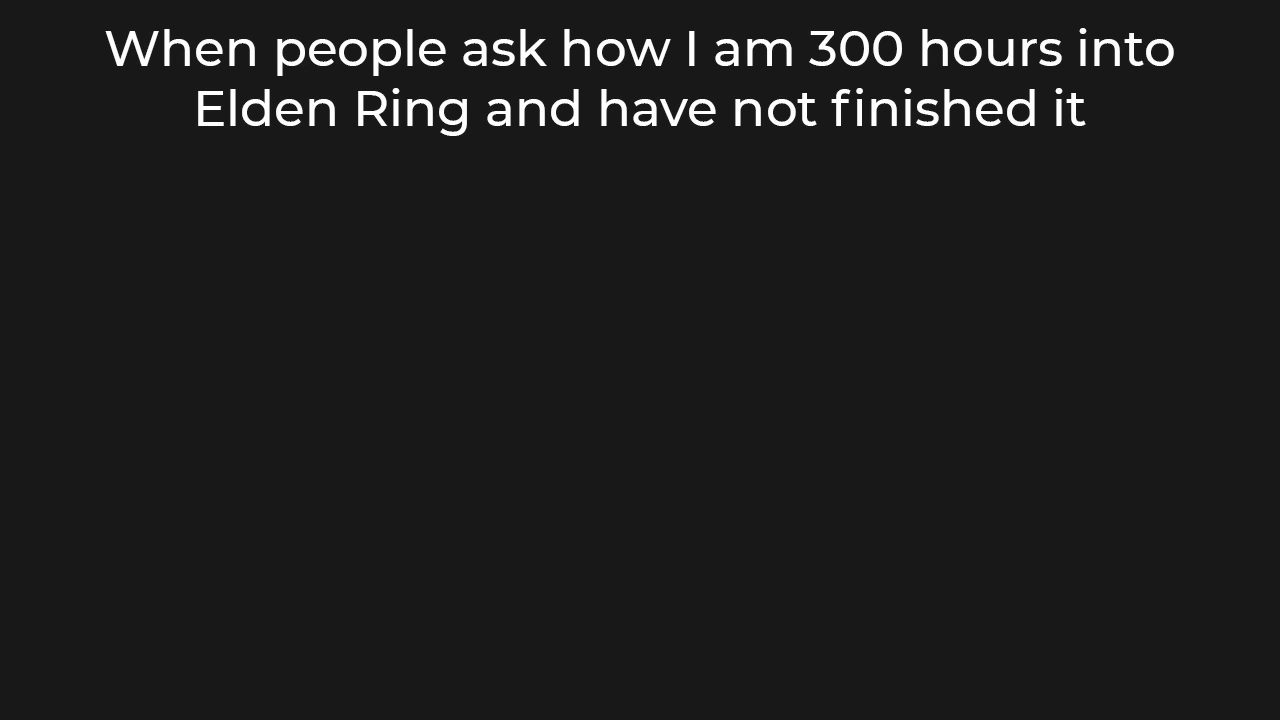 When people ask how I am 300 hours into
Elden Ring and have not finished it